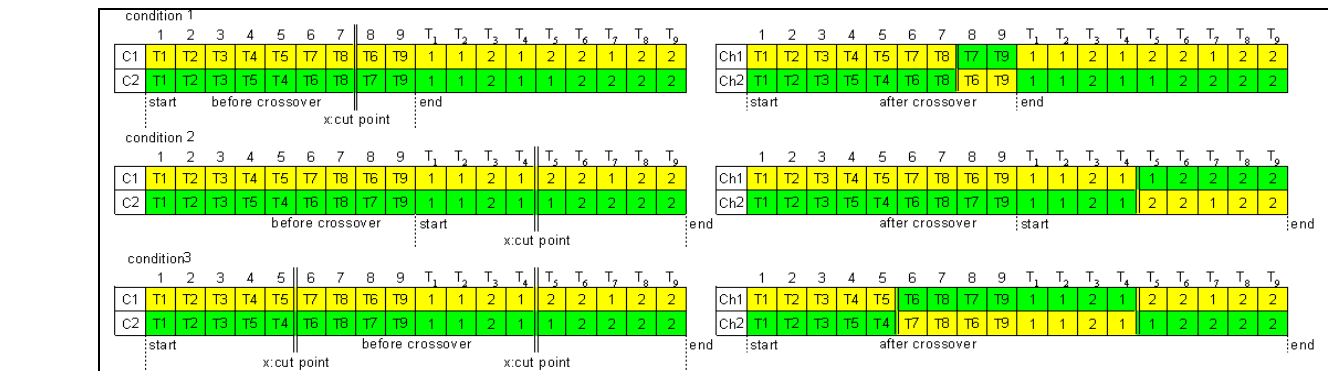 condition 1
1 2 3 4 5 6 7 8 9 T1 T2 T3 T4 T5 T6 T7 T8 T9 1 2 3 4 5 6 7 8 9 T1 T2 T3 T4 T5 T6 T7 T8 T9
C1 T1 T2 T3 T4 T5 T7 T8 T6 T9 1 1 2 1 2 2 1 2 2 Ch1 T1 T2 T3 T4 T5 T7 T8 T7 T9 1 1 2 1 2 2 1 2 2
C2 T1 T2 T3 T5 T4 T6 T8 T7 T9 1 1 2 1 1 2 2 2 2 Ch2 T1 T2 T3 T5 T4 T6 T8 T6 T9 1 1 2 1 1 2 2 2 2
start before crossover end start after crossover end
x:cut point
condition 2
1 2 3 4 5 6 7 8 9 T1 T2 T3 T4 T5 T6 T7 T8 T9 1 2 3 4 5 6 7 8 9 T1 T2 T3 T4 T5 T6 T7 T8 T9
C1 T1 T2 T3 T4 T5 T7 T8 T6 T9 1 1 2 1 2 2 1 2 2 Ch1 T1 T2 T3 T4 T5 T7 T8 T6 T9 1 1 2 1 1 2 2 2 2
C2 T1 T2 T3 T5 T4 T6 T8 T7 T9 1 1 2 1 1 2 2 2 2 Ch2 T1 T2 T3 T5 T4 T6 T8 T7 T9 1 1 2 1 2 2 1 2 2
before crossover start end after crossover start end
x:cut point
condition3
1 2 3 4 5 6 7 8 9 T1 T2 T3 T4 T5 T6 T7 T8 T9 1 2 3 4 5 6 7 8 9 T1 T2 T3 T4 T5 T6 T7 T8 T9
C1 T1 T2 T3 T4 T5 T7 T8 T6 T9 1 1 2 1 2 2 1 2 2 Ch1 T1 T2 T3 T4 T5 T6 T8 T7 T9 1 1 2 1 2 2 1 2 2
C2 T1 T2 T3 T5 T4 T6 T8 T7 T9 1 1 2 1 1 2 2 2 2 Ch2 T1 T2 T3 T5 T4 T7 T8 T6 T9 1 1 2 1 1 2 2 2 2
start before crossover end start after crossover end
x:cut point x:cut point